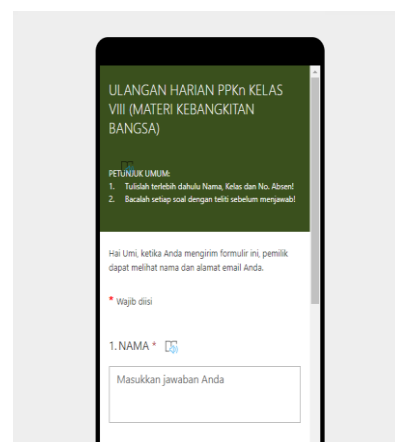 ULANGAN HARIAN PPKn KELAS
VIII (MATERI KEBANGKITAN
BANGSA)
PETUNJUK UMUM:
1. Tulislah terlebih dahulu Nama, Kelas dan No. Absen!
2. Bacalah setiap soal dengan teliti sebelum menjawab!
Hai Umi, ketika Anda mengirim formulir ini, pemilik
dapat melihat nama dan alamat email Anda.
* Wajib diisi
1. NAMA *
Masukkan jawaban Anda